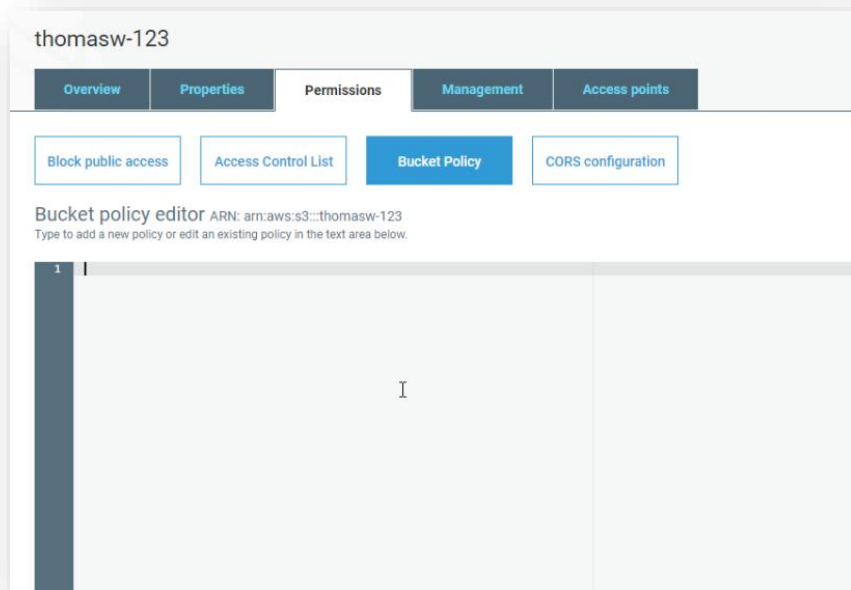 thomasw-123
Overview Properties Permissions Management Access points
Block public access Access Control List Bucket Policy CORS configuration
Bucket policy editor ARN: arn:aws:s3:::thomasw-123
Type to add a new policy or edit an existing policy in the text area below.
1